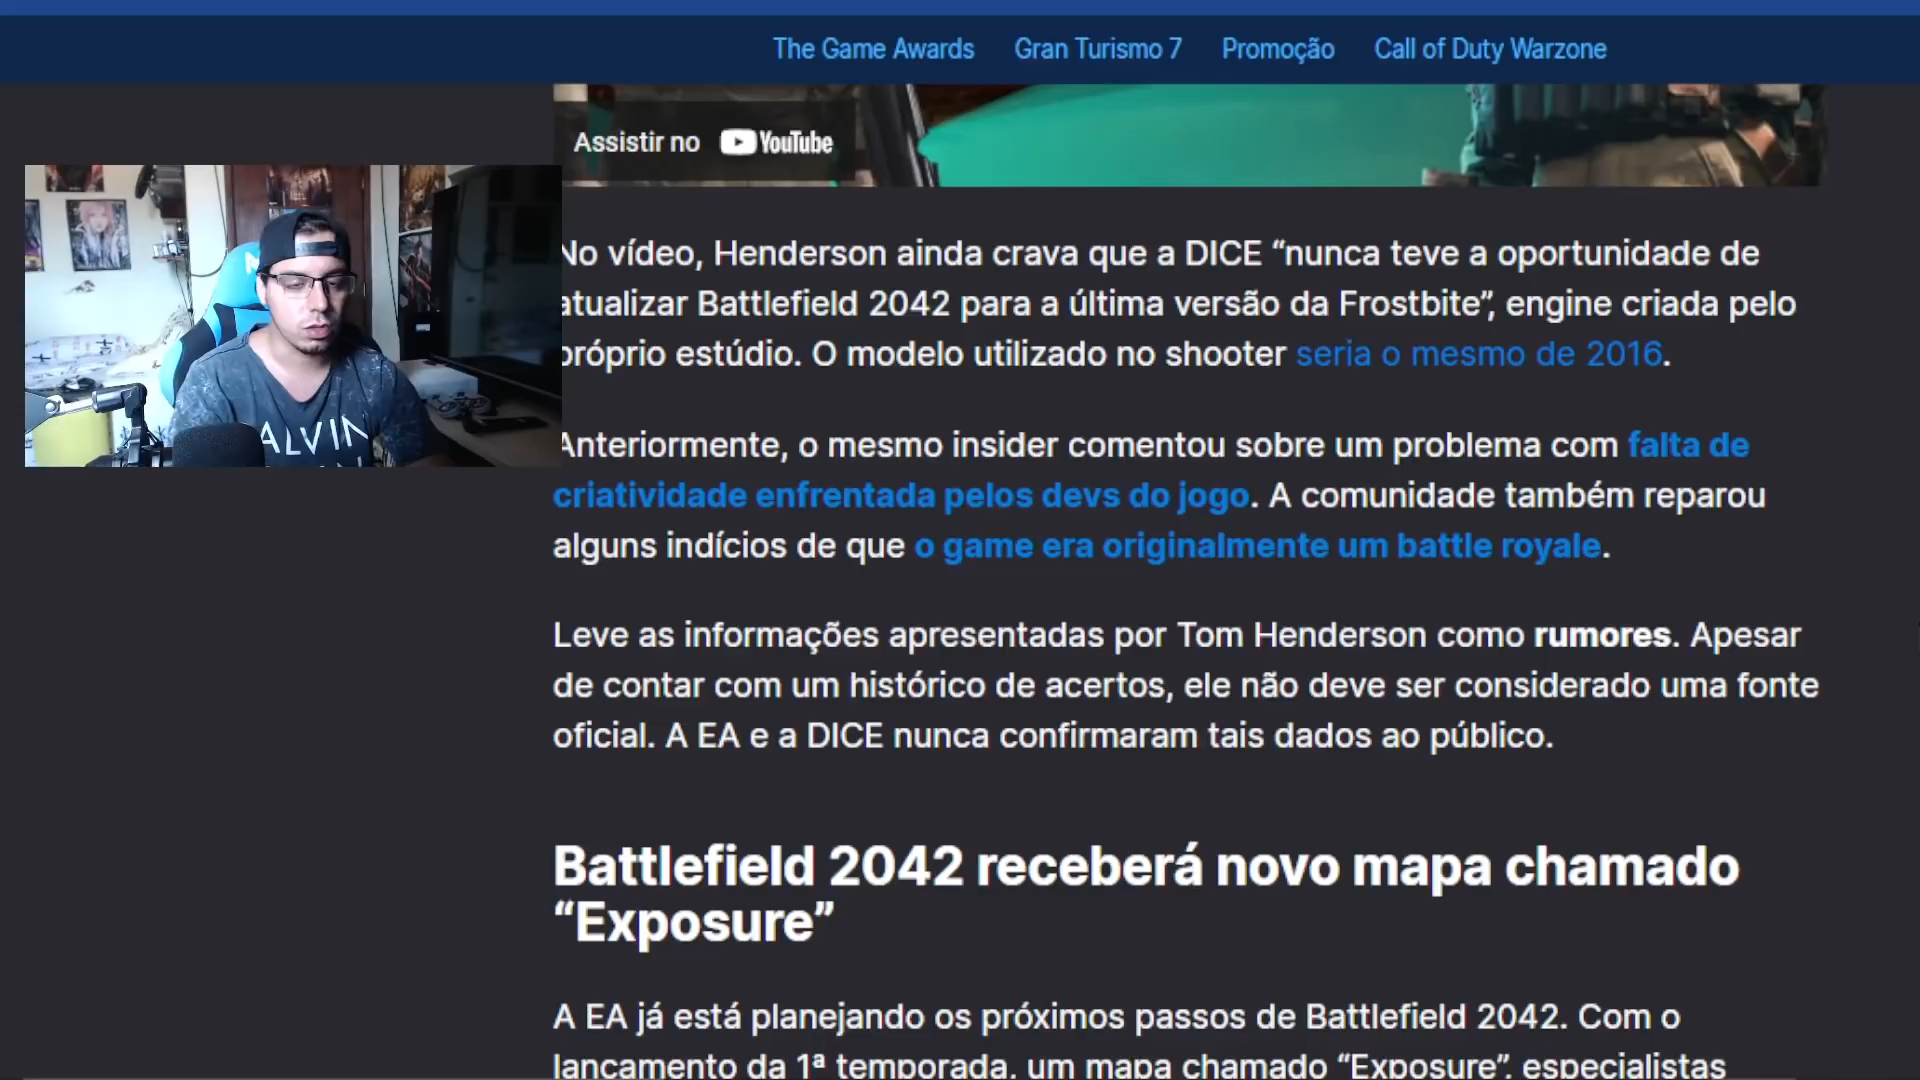 The Game Awards Gran Turismo 7 Promoção Call of Duty Warzone
Assistir no YouTube
No vídeo, Henderson ainda crava que a DICE “nunca teve a oportunidade de
atualizar Battlefield 2042 para a última versão da Frostbite”, engine criada pelo
próprio estúdio. O modelo utilizado no shooter seria o mesmo de 2016.
Anteriormente, o mesmo insider comentou sobre um problema com falta de
criatividade enfrentada pelos devs do jogo. A comunidade também reparou
alguns indícios de que o game era originalmente um battle royale.
Leve as informações apresentadas por Tom Henderson como rumores. Apesar
de contar com um histórico de acertos, ele não deve ser considerado uma fonte
oficial. A EA e a DICE nunca confirmaram tais dados ao público.
Battlefield 2042 receberá novo mapa chamado
“Exposure”
A EA já está planejando os próximos passos de Battlefield 2042. Com o
lançamento da 1ª temporada, um mapa chamado “Exposure”, especialistas
ALVIN